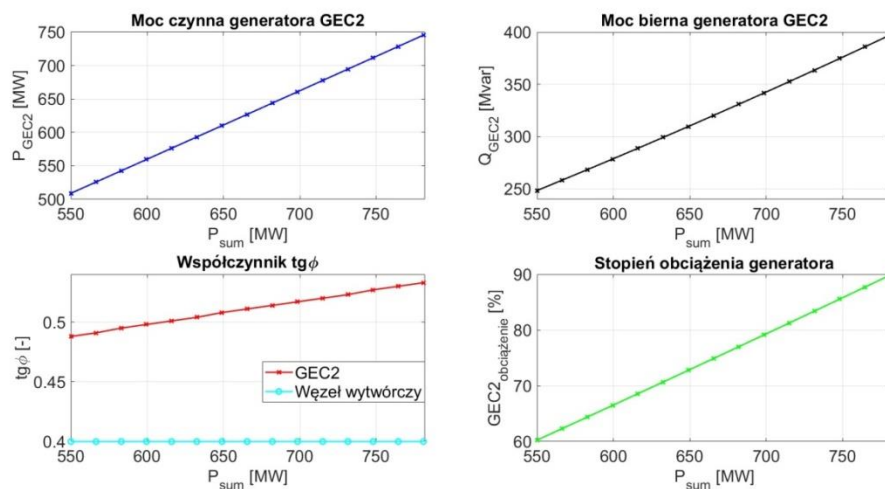 Moc czynna generatora GEC2
750
700
650
600
550
500
P_GEC2 [MW]
550 600 650 700 750
P_sum [MW]
Moc bierna generatora GEC2
400
350
300
250
Q_GEC2 [Mvar]
550 600 650 700 750
P_sum [MW]
Współczynnik tgϕ
0.5
0.45
0.4
tgϕ [-]
GEC2
Węzeł wytwórczy
550 600 650 700 750
P_sum [MW]
Stopień obciążenia generatora
90
80
70
60
GEC2_obciążenie [%]
550 600 650 700 750
P_sum [MW]